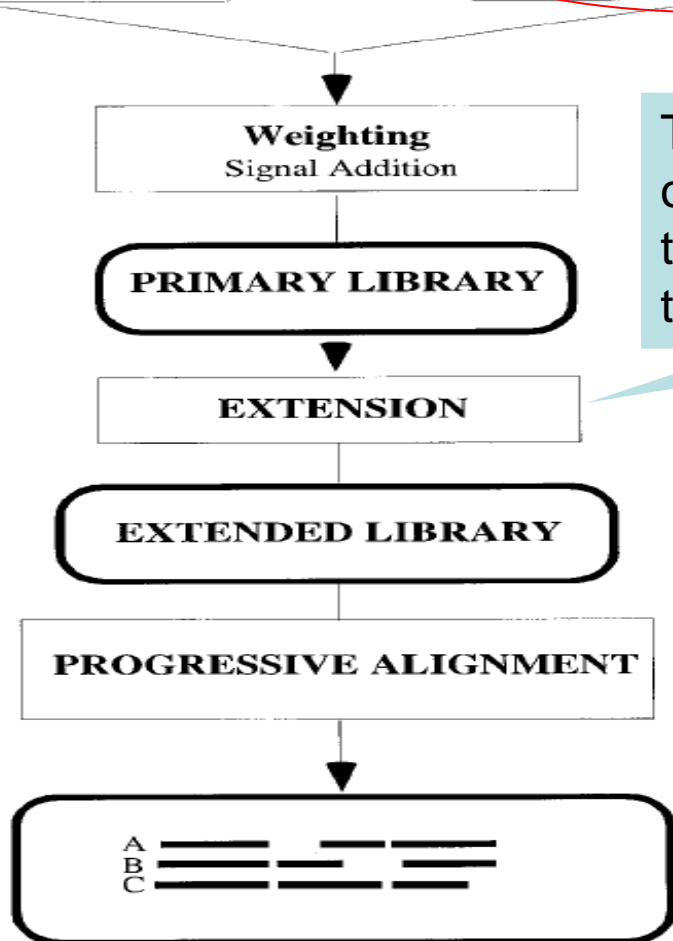 Weighting
Signal Addition
PRIMARY LIBRARY
EXTENSION
EXTENDED LIBRARY
PROGRESSIVE ALIGNMENT
A
B
C